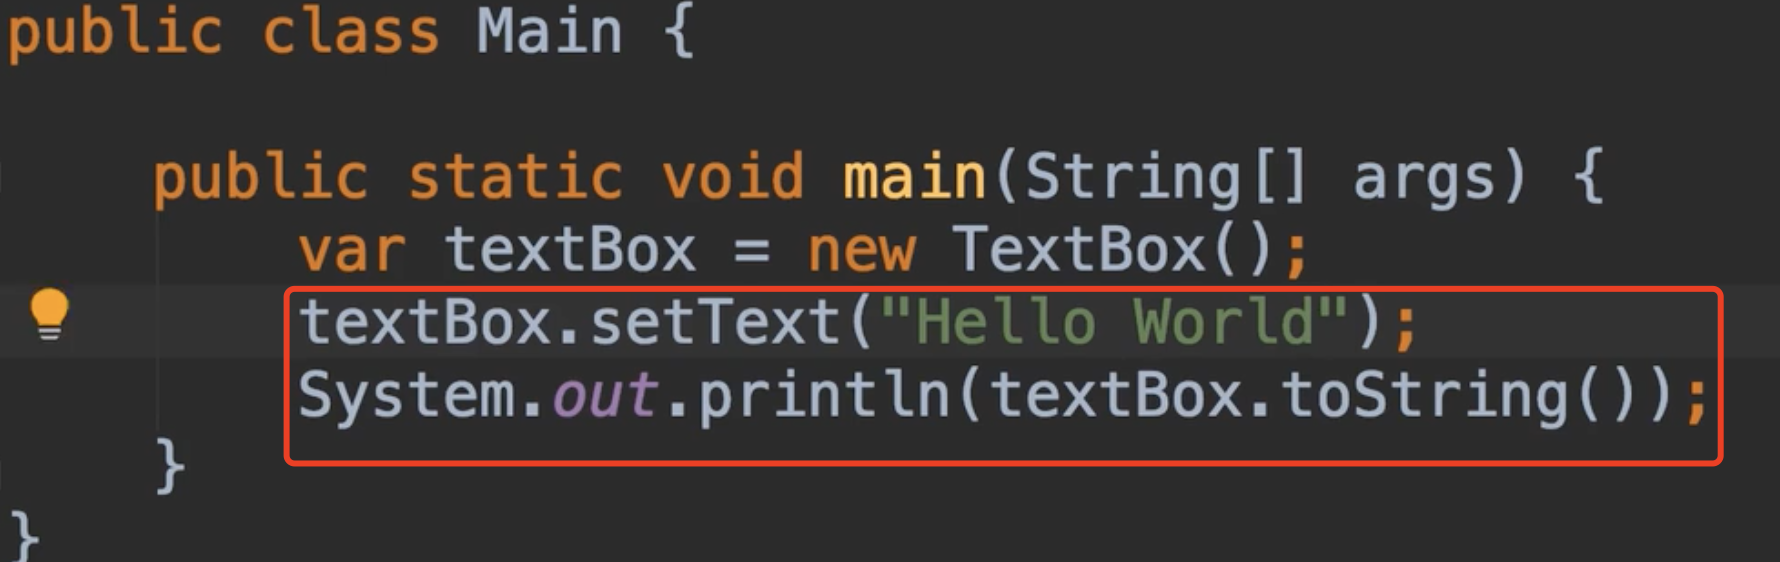 public class Main {
public static void main(String[] args) {
var textBox = new TextBox();
textBox.setText("Hello World");
System.out.println(textBox.toString());
}
}